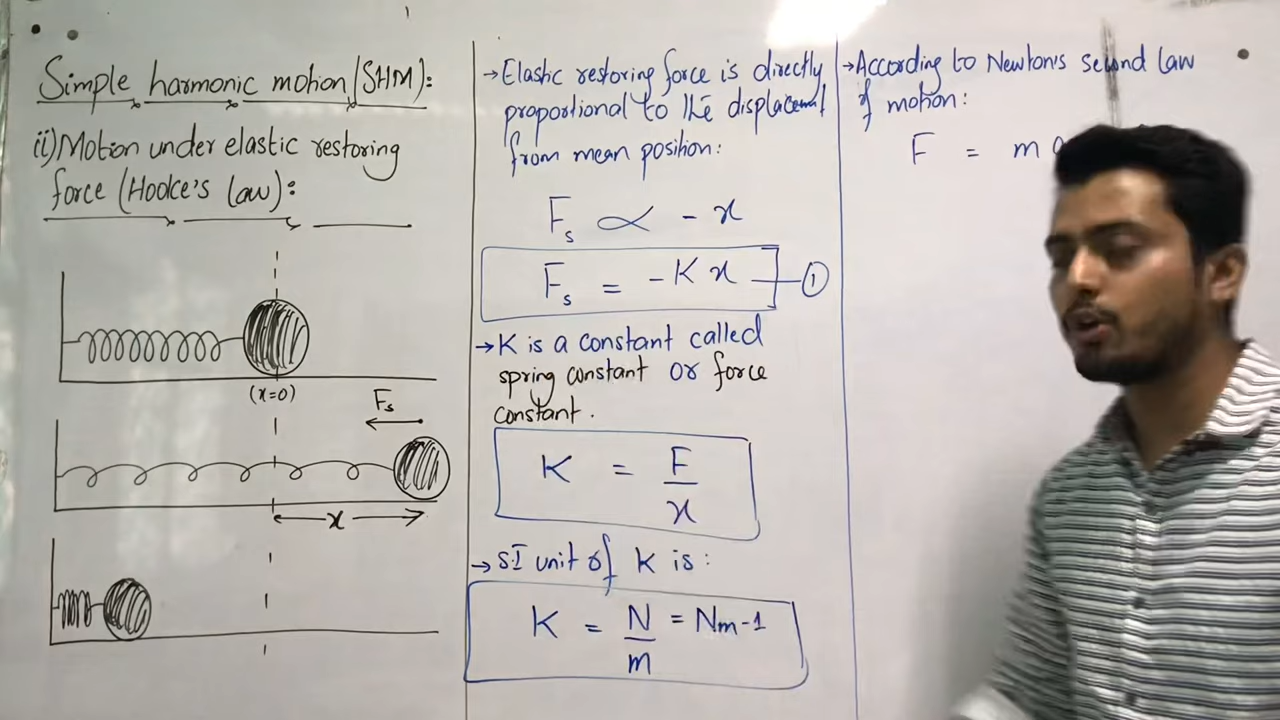 Simple harmonic motion (SHM):
ii) Motion under elastic restoring
force (Hooke's law):
(x=0)
Fs
x
→ Elastic restoring force is directly
proportional to the displacement
from mean position:
Fs ∝ - x
Fs = -K x — ①
→ K is a constant called
spring constant or force
constant.
K = F/x
→ SI unit of K is:
K = N/m = Nm-1
→ According to Newton's second law
of motion:
F = m